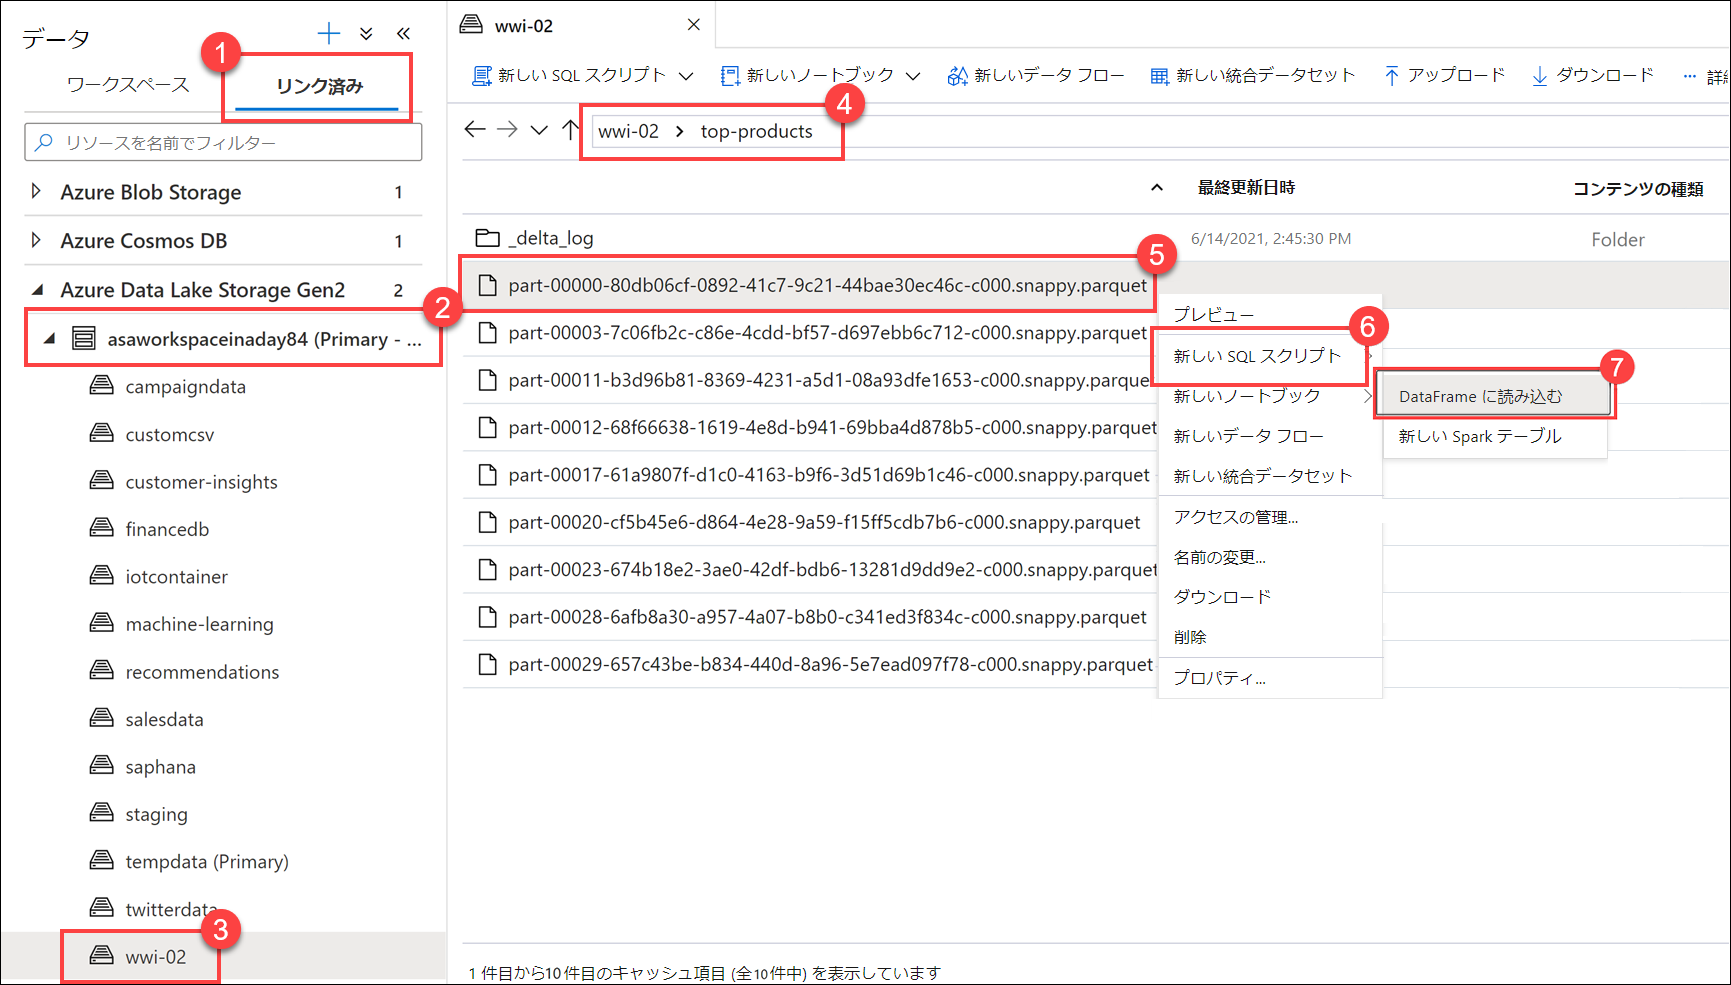 データ
ワークスペース
リンク済み
1
リソースを名前でフィルター
Azure Blob Storage 1
Azure Cosmos DB 1
Azure Data Lake Storage Gen2 2
2
asaworkspaceinaday84 (Primary - ...
campaigndata
customcsv
customer-insights
financedb
iotcontainer
machine-learning
recommendations
salesdata
saphana
staging
tempdata (Primary)
twitterdata
3
wwi-02
wwi-02
新しい SQL スクリプト
新しいノートブック
新しいデータ フロー
新しい統合データセット
アップロード
ダウンロード
... 詳細
4
wwi-02 > top-products
最終更新日時
コンテンツの種類
_delta_log 6/14/2021, 2:45:30 PM Folder
5
part-00000-80db06cf-0892-41c7-9c21-44bae30ec46c-c000.snappy.parquet
part-00003-7c06fb2c-c86e-4cdd-bf57-d697ebb6c712-c000.snappy.parquet
part-00011-b3d96b81-8369-4231-a5d1-08a93dfe1653-c000.snappy.parque
part-00012-68f66638-1619-4e8d-b941-69bba4d878b5-c000.snappy.parquet
part-00017-61a9807f-d1c0-4163-b9f6-3d51d69b1c46-c000.snappy.parquet
part-00020-cf5b45e6-d864-4e28-9a59-f15ff5cdb7b6-c000.snappy.parquet
part-00023-674b18e2-3ae0-42df-bdb6-13281d9dd9e2-c000.snappy.parquet
part-00028-6afb8a30-a957-4a07-b8b0-c341ed3f834c-c000.snappy.parquet
part-00029-657c43be-b834-440d-8a96-5e7ead097f78-c000.snappy.parquet
プレビュー
6
新しい SQL スクリプト
新しいノートブック
新しいデータ フロー
新しい統合データセット
アクセスの管理...
名前の変更...
ダウンロード
削除
プロパティ...
7
DataFrame に読み込む
新しい Spark テーブル
1 件目から10 件目のキャッシュ項目 (全10件中) を表示しています